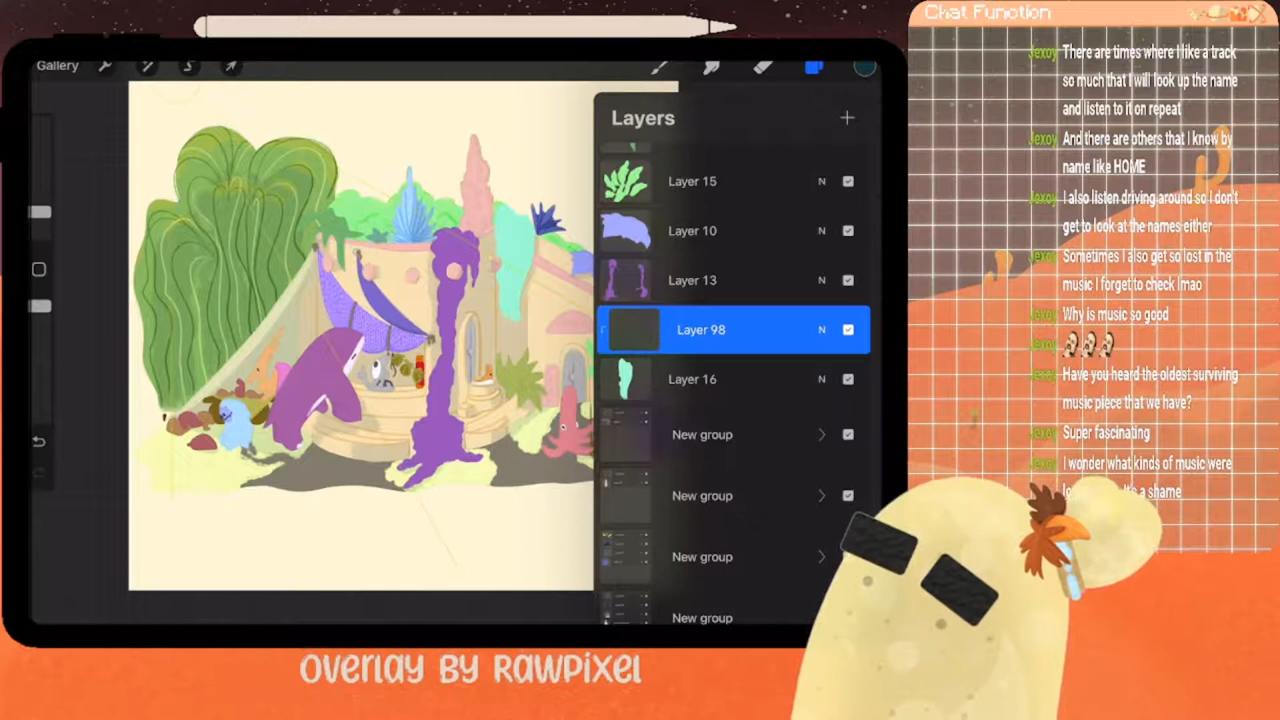 Chat Function
Gallery
Layers
Layer 15 N
Layer 10 N
Layer 13 N
Layer 98 N
Layer 16 N
New group
New group
New group
New group
Jexoy There are times where I like a track
so much that I will look up the name
and listen to it on repeat
Jexoy And there are others that I know by
name like HOME
Jexoy I also listen driving around so I don't
get to look at the names either
Jexoy Sometimes I also get so lost in the
music I forget to check lmao
Jexoy Why is music so good
Jexoy
Jexoy Have you heard the oldest surviving
music piece that we have?
Jexoy Super fascinating
Jexoy I wonder what kinds of music were
a shame
OVERLAY BY RAWPIXEL